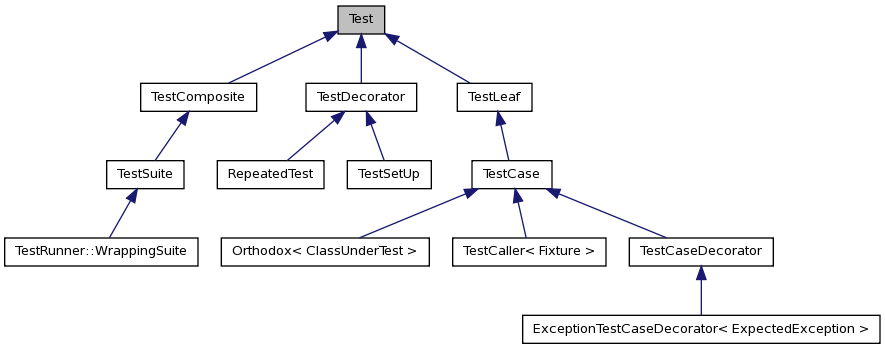 Test
TestComposite
TestDecorator
TestLeaf
TestSuite
RepeatedTest
TestSetUp
TestCase
TestRunner::WrappingSuite
Orthodox< ClassUnderTest >
TestCaller< Fixture >
TestCaseDecorator
ExceptionTestCaseDecorator< ExpectedException >